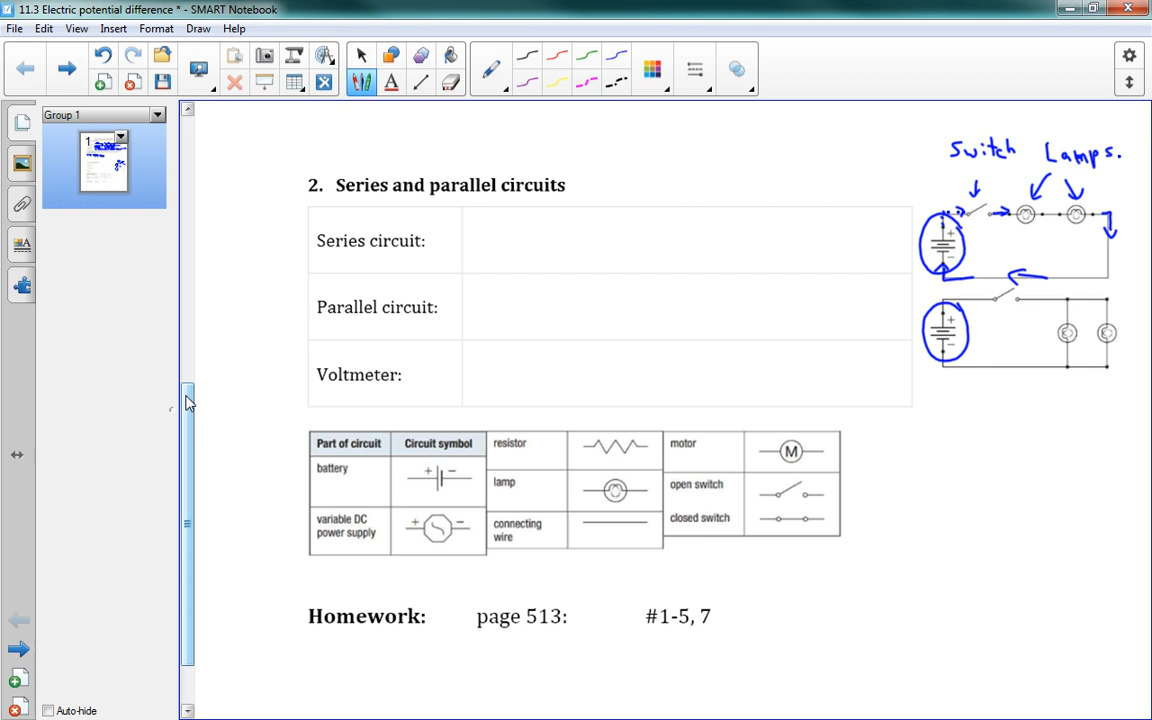 11.3 Electric potential difference * - SMART Notebook
File Edit View Insert Format Draw Help
Group 1
1
Switch Lamps.
2. Series and parallel circuits
Series circuit:
Parallel circuit:
Voltmeter:
+
−
+
−
Part of circuit Circuit symbol resistor motor M
battery + − lamp open switch
closed switch
variable DC power supply + − connecting wire
Homework: page 513: #1-5, 7
Auto-hide